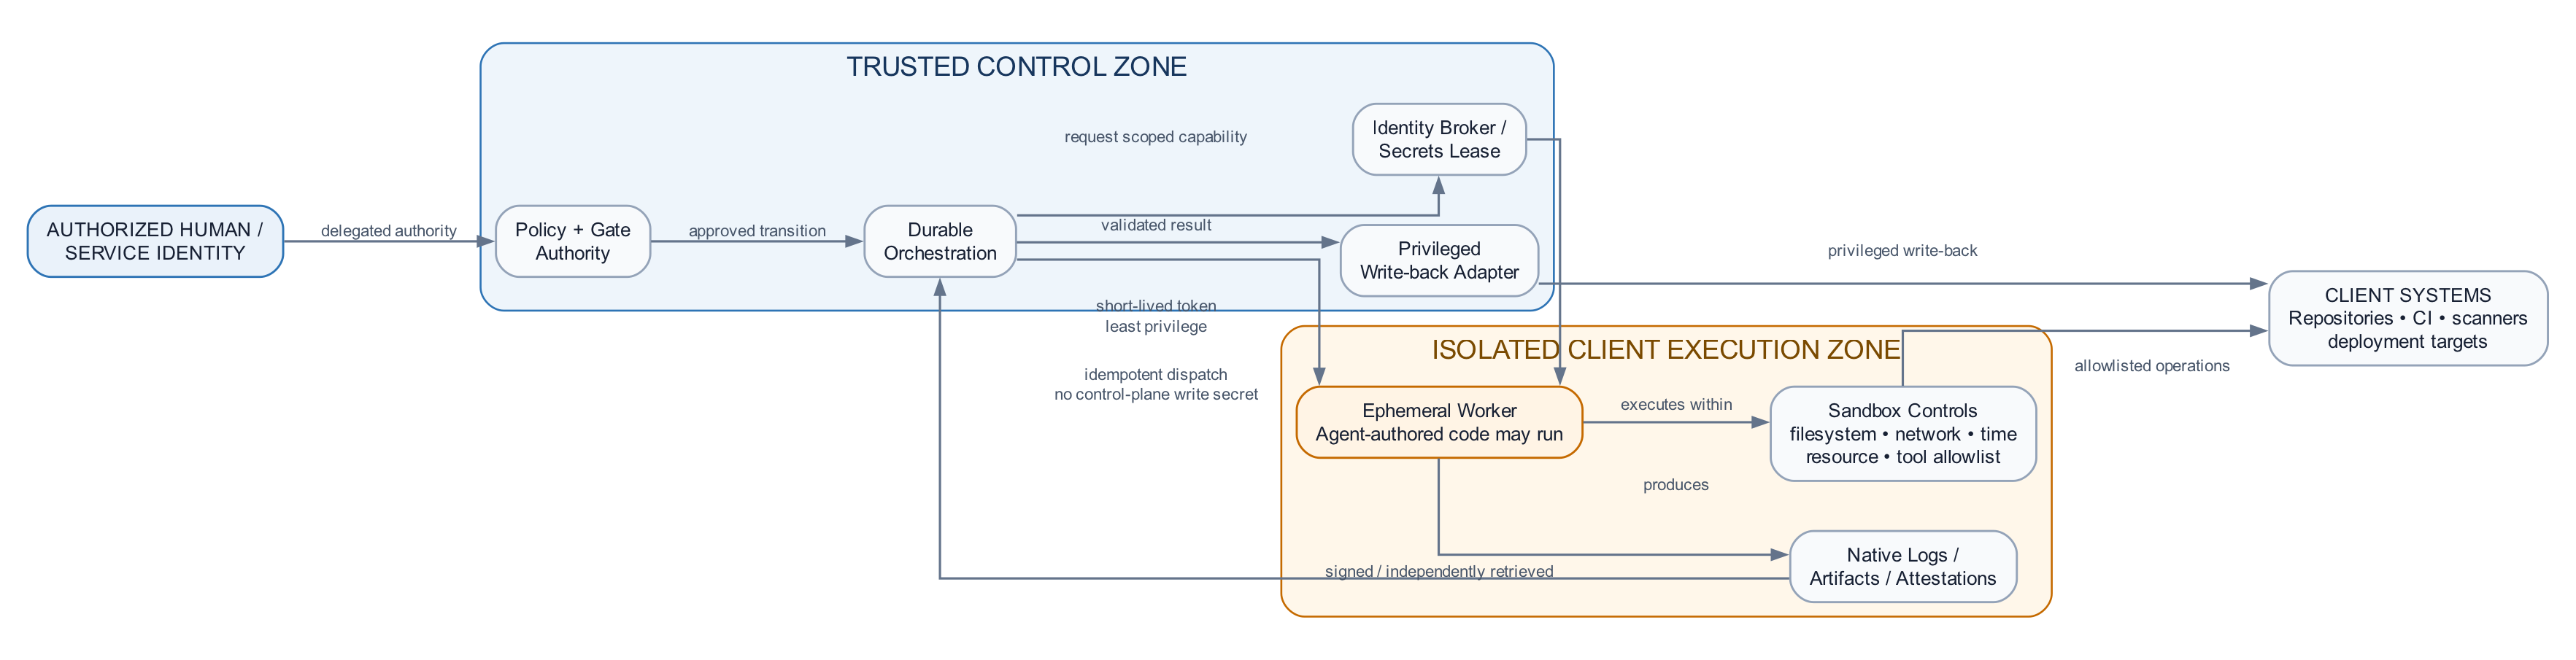 TRUSTED CONTROL ZONE
Identity Broker /
Secrets Lease
request scoped capability
AUTHORIZED HUMAN /
SERVICE IDENTITY
delegated authority
Policy + Gate
Authority
approved transition
Durable
Orchestration
validated result
Privileged
Write-back Adapter
privileged write-back
CLIENT SYSTEMS
Repositories • CI • scanners
deployment targets
short-lived token
least privilege
ISOLATED CLIENT EXECUTION ZONE
allowlisted operations
idempotent dispatch
no control-plane write secret
Ephemeral Worker
Agent-authored code may run
executes within
Sandbox Controls
filesystem • network • time
resource • tool allowlist
produces
Native Logs /
Artifacts / Attestations
signed / independently retrieved